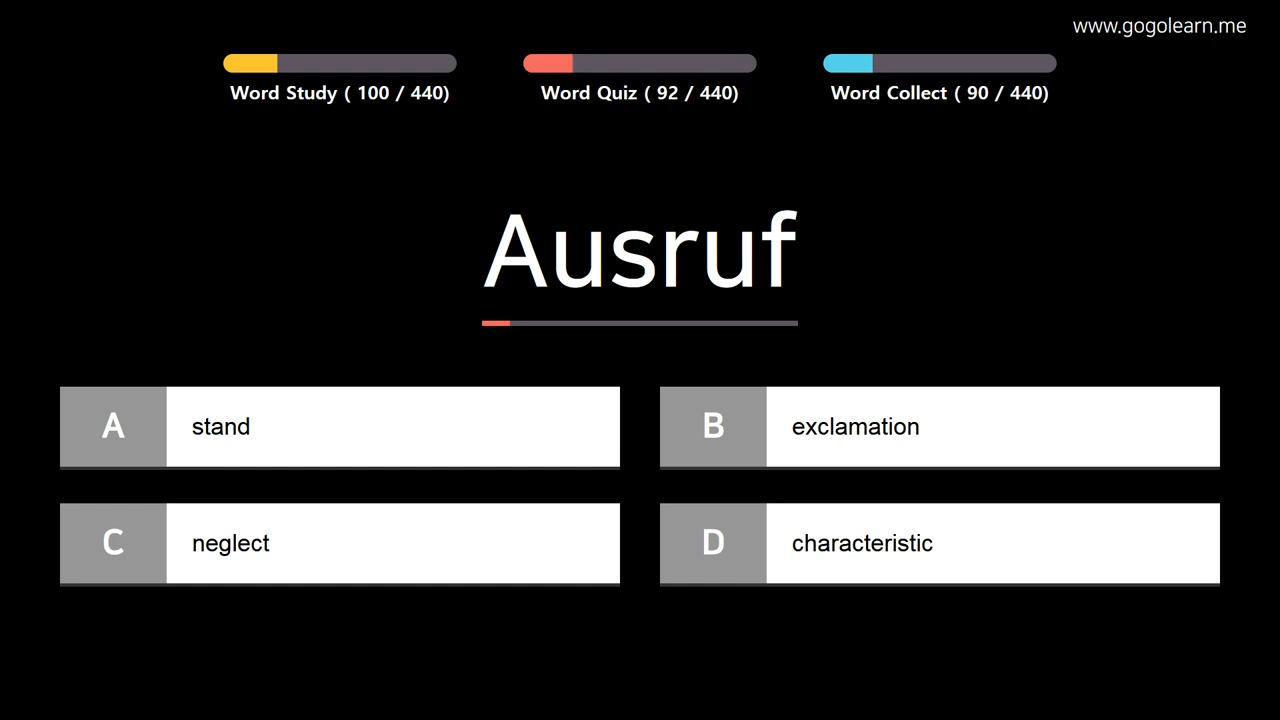 www.gogolearn.me
Word Study ( 100 / 440)
Word Quiz ( 92 / 440)
Word Collect ( 90 / 440)
Ausruf
A stand
B exclamation
C neglect
D characteristic